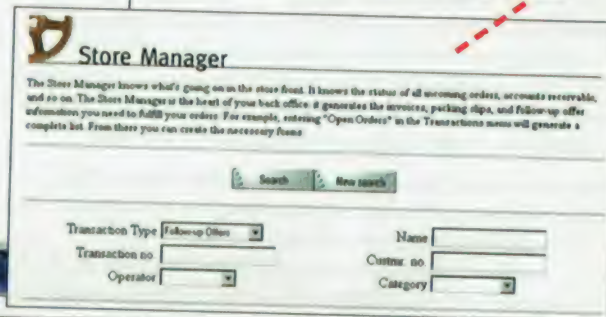 Store Manager
The Store Manager knows what's going on in the store front. It knows the status of all incoming orders, accounts receivable,
and so on. The Store Manager is the heart of your back office: it generates the invoices, packing slips, and follow-up offer
information you need to fulfill your orders. For example, entering "Open Orders" in the Transactions menu will generate a
complete list. From there you can create the necessary forms
Search New search
Transaction Type Follow-up Offers Name
Transaction no. Custmr. no.
Operator Category